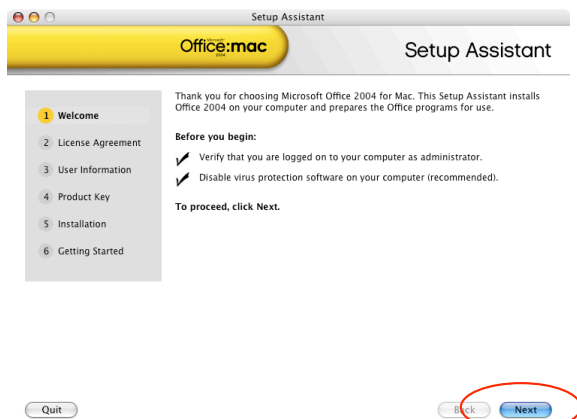 Setup Assistant
Microsoft
Office:mac
2004
Setup Assistant
1 Welcome
2 License Agreement
3 User Information
4 Product Key
5 Installation
6 Getting Started
Thank you for choosing Microsoft Office 2004 for Mac. This Setup Assistant installs
Office 2004 on your computer and prepares the Office programs for use.
Before you begin:
Verify that you are logged on to your computer as administrator.
Disable virus protection software on your computer (recommended).
To proceed, click Next.
Quit
Back
Next